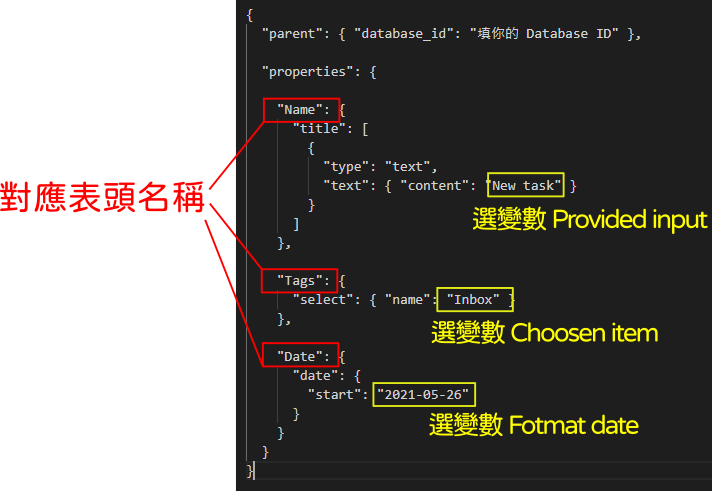 {
"parent": { "database_id": "填你的 Database ID" },
"properties": {
"Name": {
"title": [
{
"type": "text",
"text": { "content": "New task" }
}
]
},
"Tags": {
"select": { "name": "Inbox" }
},
"Date": {
"date": {
"start": "2021-05-26"
}
}
}
}
對應表頭名稱
選變數 Provided input
選變數 Choosen item
選變數 Fotmat date